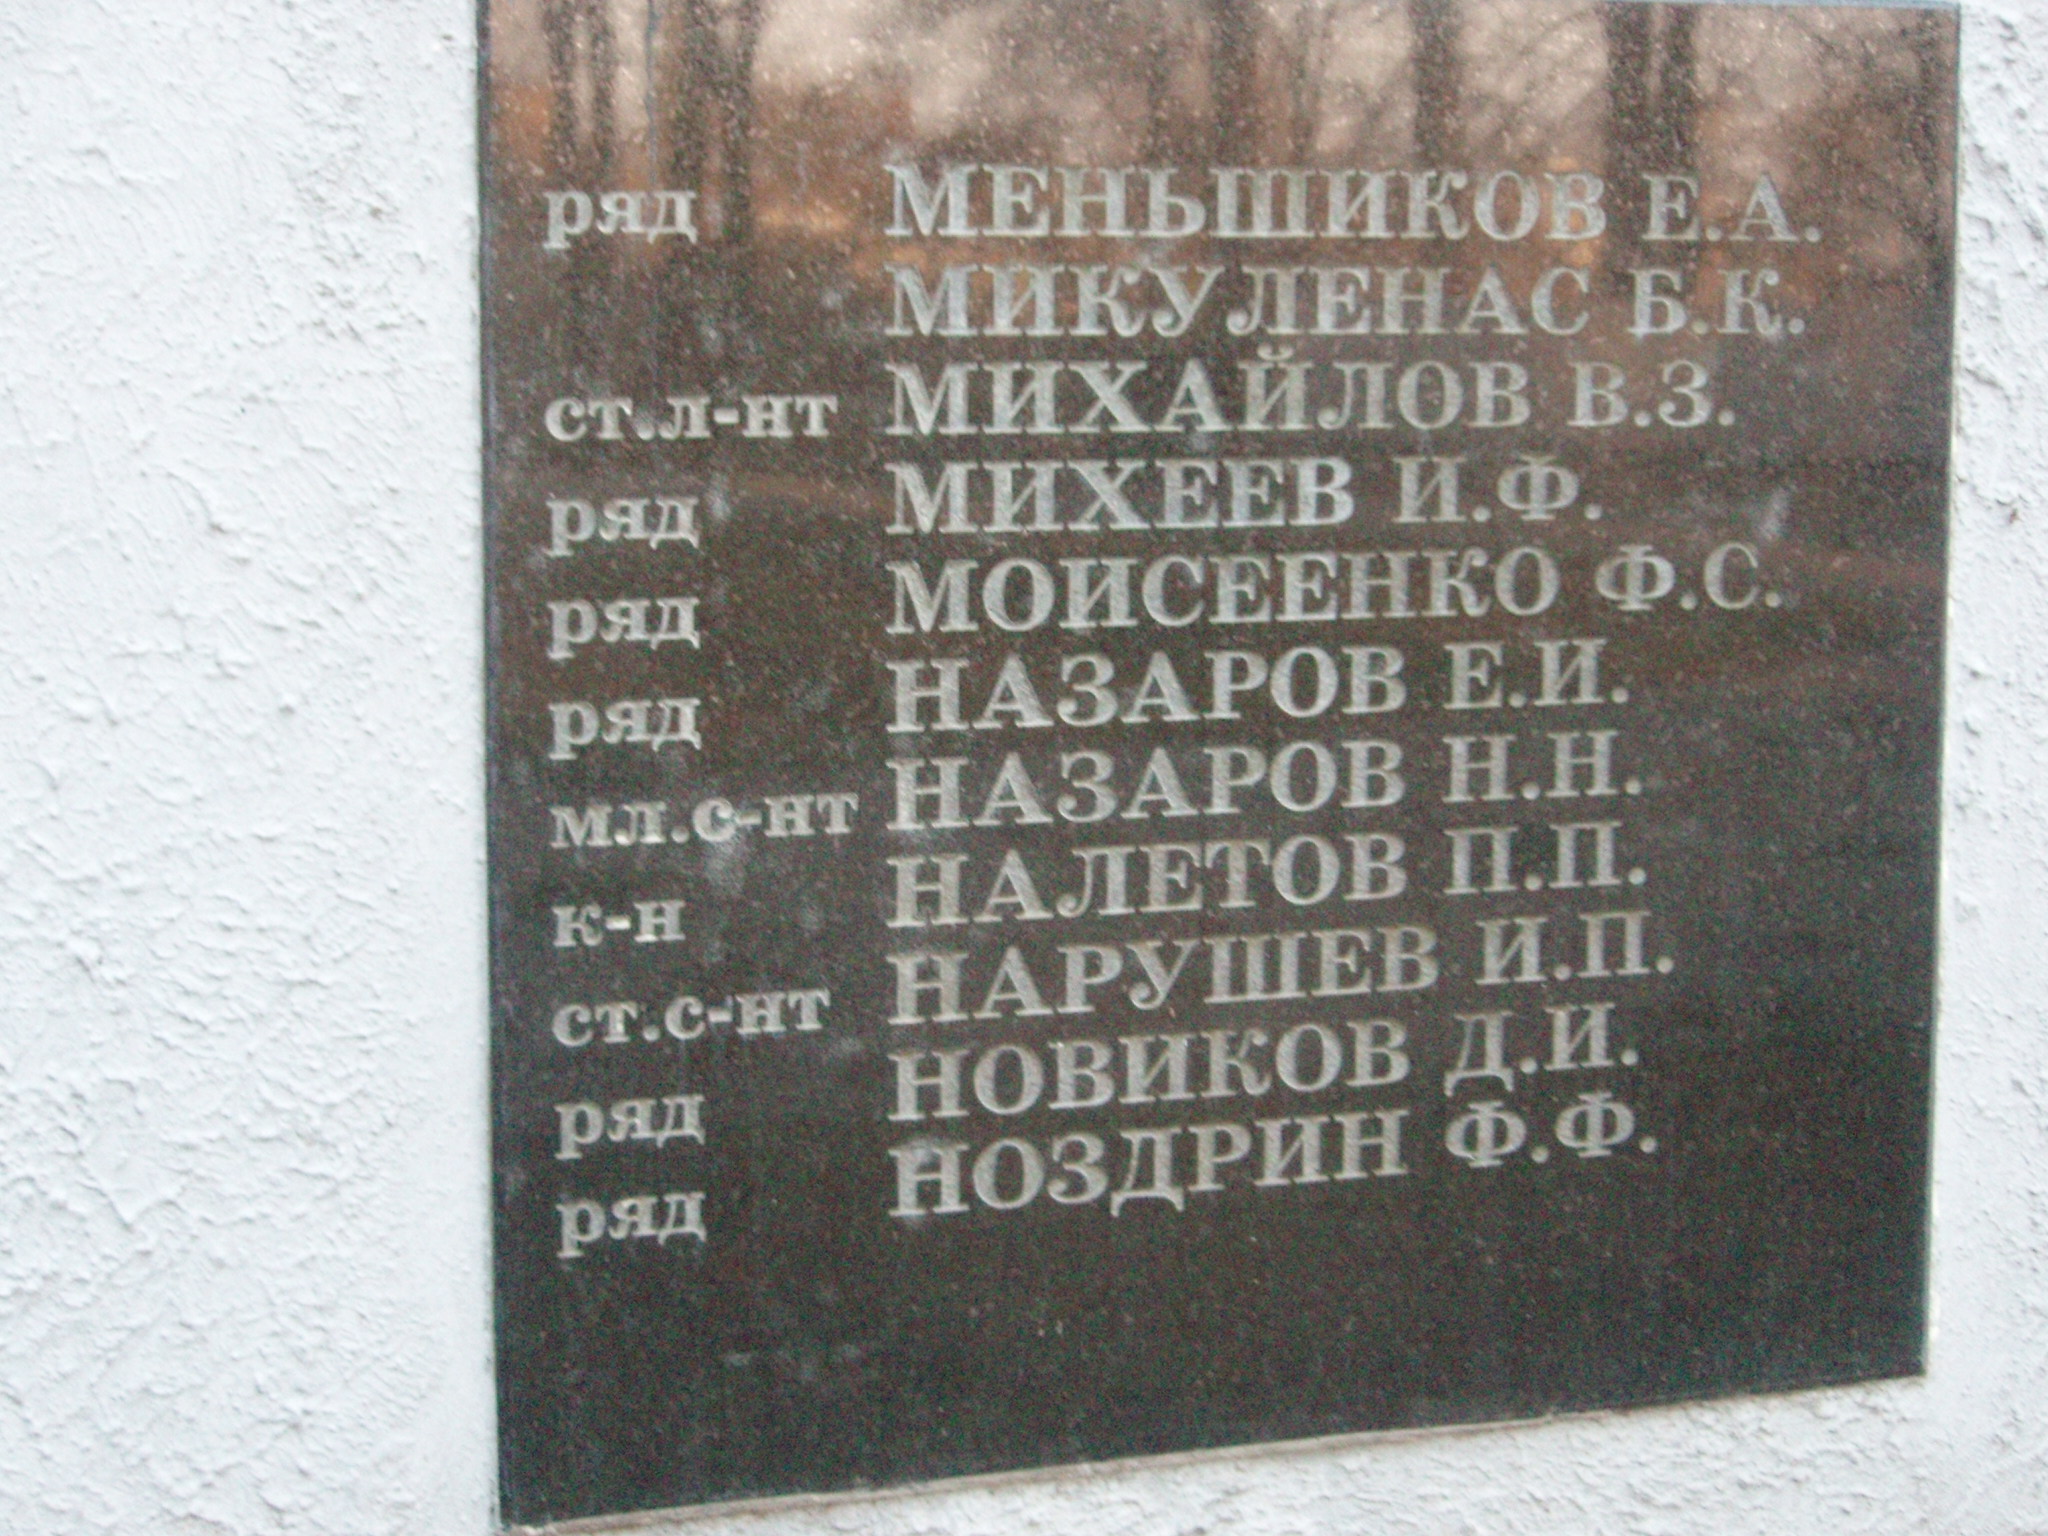 ряд МЕНЬШИКОВ Е.А.
МИКУЛЕНАС Б.К.
ст.л-нт МИХАЙЛОВ В.З.
ряд МИХЕЕВ И.Ф.
ряд МОИСЕЕНКО Ф.С.
ряд НАЗАРОВ Е.И.
мл.с-нт НАЗАРОВ Н.Н.
к-н НАЛЕТОВ П.П.
ст.с-нт НАРУШЕВ И.П.
ряд НОВИКОВ Д.И.
ряд НОЗДРИН Ф.Ф.